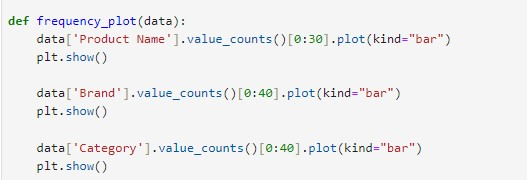 def frequency_plot(data):
    data['Product Name'].value_counts()[0:30].plot(kind="bar")
    plt.show()

    data['Brand'].value_counts()[0:40].plot(kind="bar")
    plt.show()

    data['Category'].value_counts()[0:40].plot(kind="bar")
    plt.show()